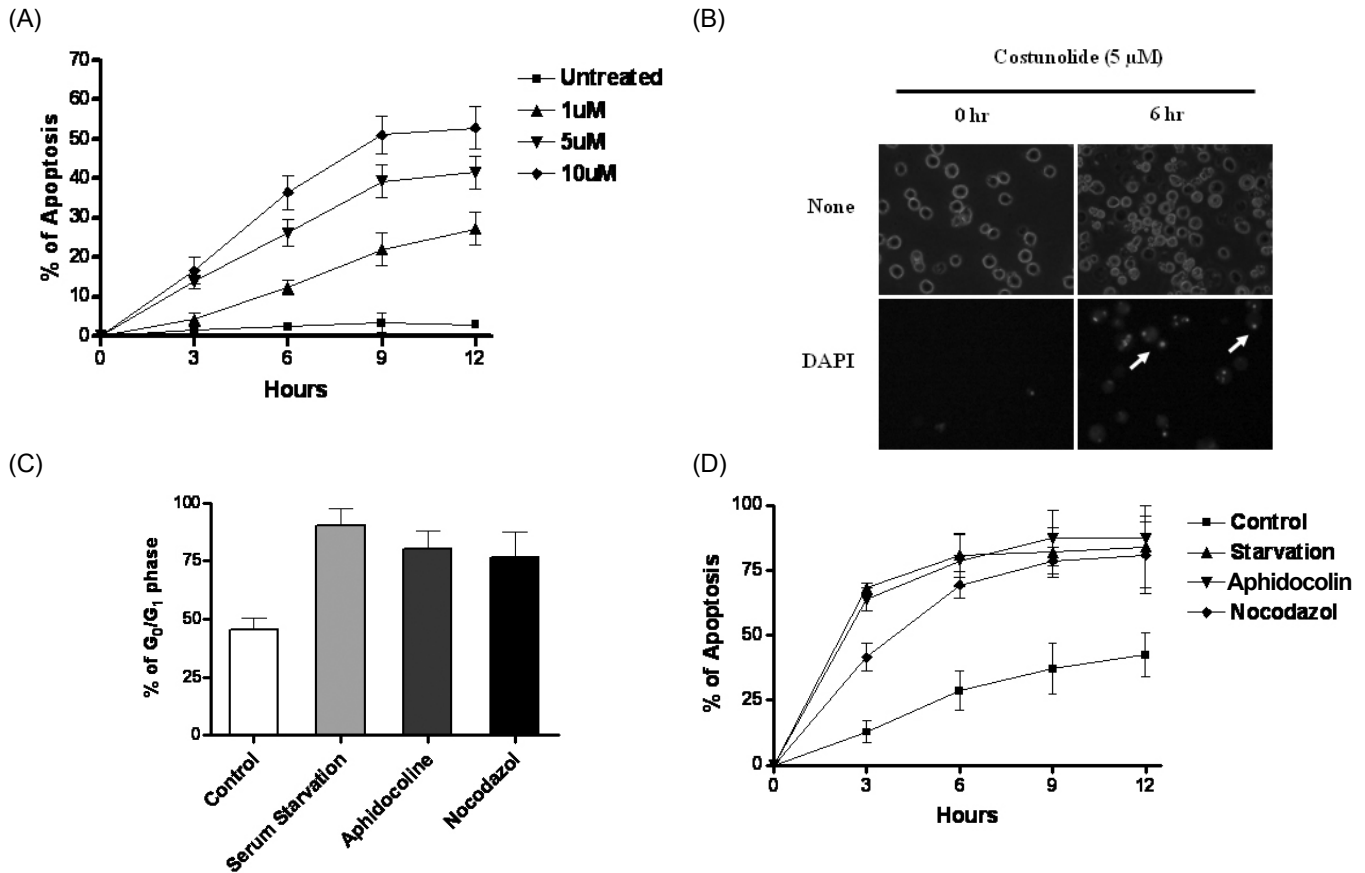 (A)
70
60
50
40
30
20
10
0
% of Apoptosis
0 3 6 9 12
Hours
Untreated
1uM
5uM
10uM
(B)
Costunolide (5 µM)
0 hr 6 hr
None
DAPI
(C)
100
75
50
25
0
% of G0/G1 phase
Control
Serum Starvation
Aphidocoline
Nocodazol
(D)
100
75
50
25
0
% of Apoptosis
0 3 6 9 12
Hours
Control
Starvation
Aphidocolin
Nocodazol